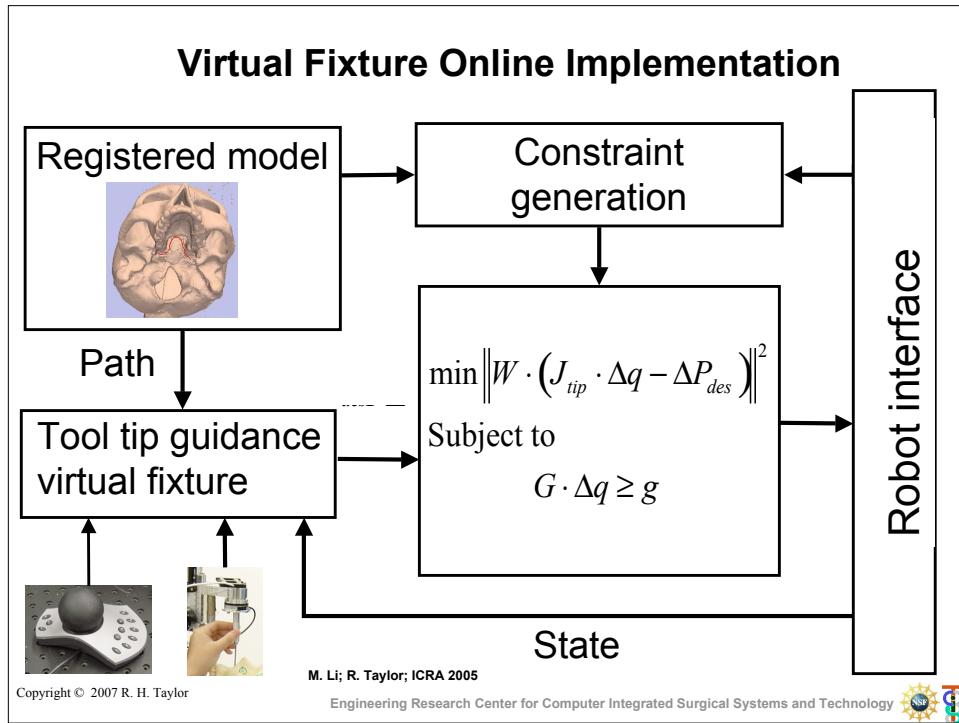 Virtual Fixture Online Implementation
Registered model
Constraint
generation
Path
min ‖W · (J_tip · Δq − ΔP_des)‖²
Subject to
G · Δq ≥ g
Tool tip guidance
virtual fixture
Robot interface
State
M. Li; R. Taylor; ICRA 2005
Copyright © 2007 R. H. Taylor
Engineering Research Center for Computer Integrated Surgical Systems and Technology
NSF